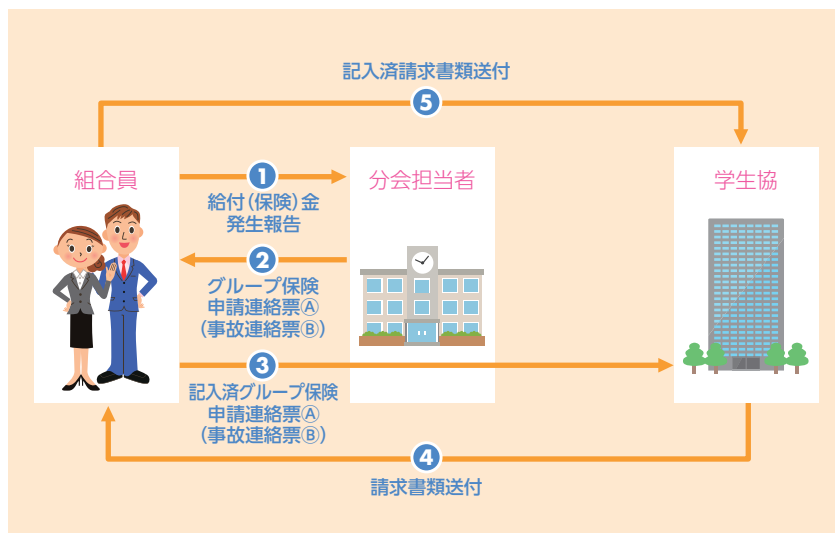 記入済請求書類送付
5
組合員
分会担当者
学生協
1
給付(保険)金
発生報告
2
グループ保険
申請連絡票Ⓐ
(事故連絡票Ⓑ)
3
記入済グループ保険
申請連絡票Ⓐ
(事故連絡票Ⓑ)
4
請求書類送付